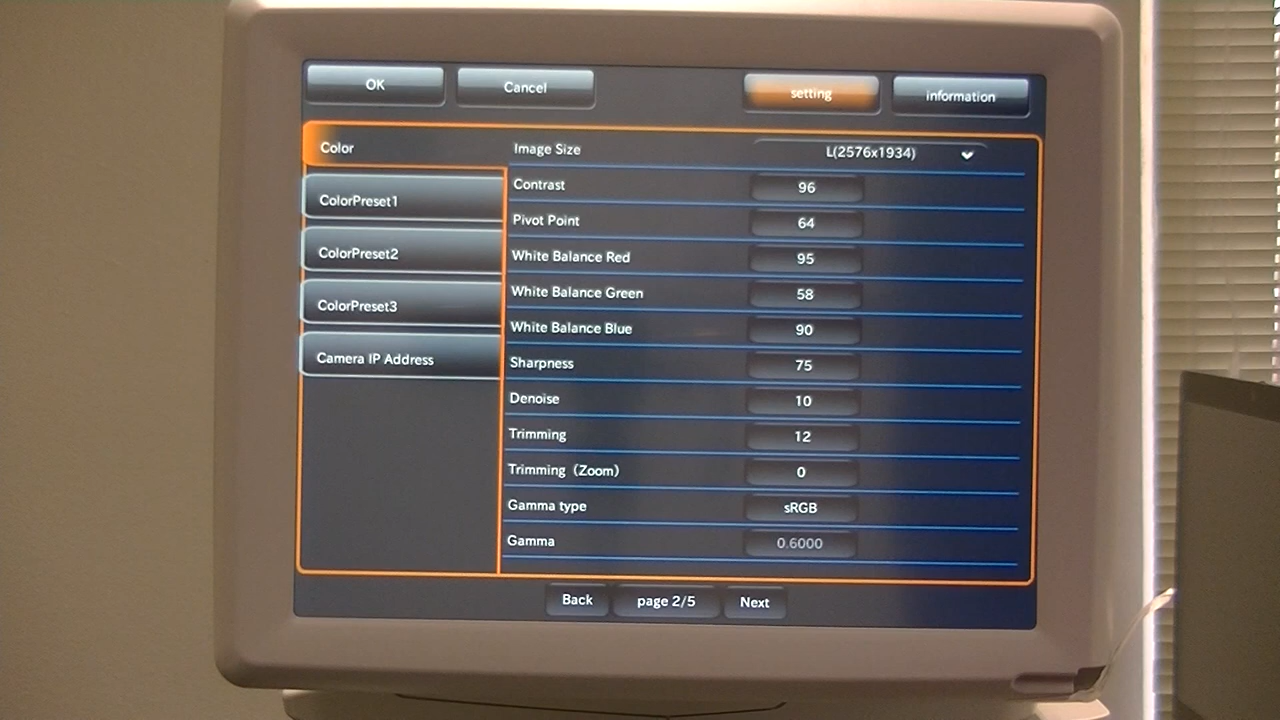 OK Cancel setting information
Color
ColorPreset1
ColorPreset2
ColorPreset3
Camera IP Address
Image Size L(2576x1934)
Contrast 96
Pivot Point 64
White Balance Red 95
White Balance Green 58
White Balance Blue 90
Sharpness 75
Denoise 10
Trimming 12
Trimming (Zoom) 0
Gamma type sRGB
Gamma 0.6000
Back page 2/5 Next